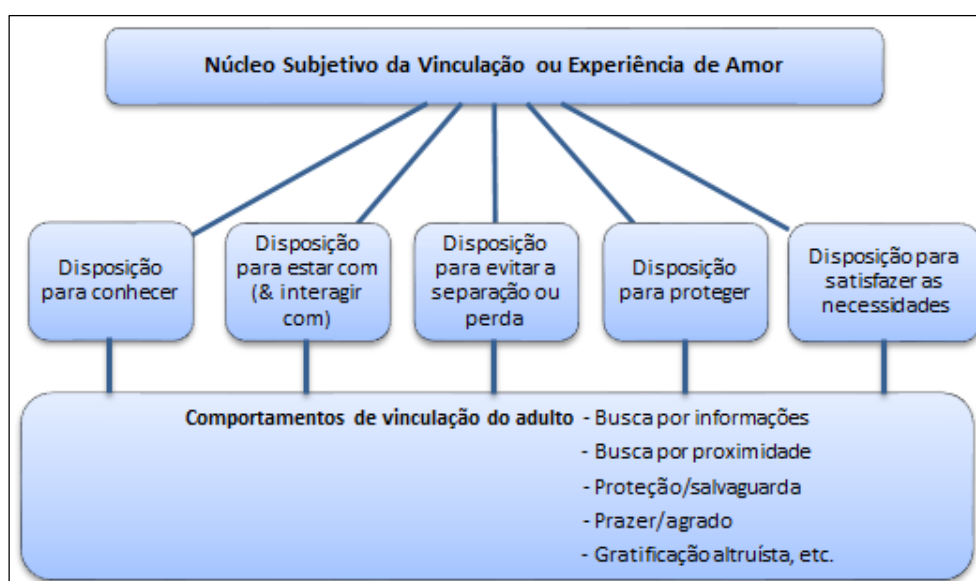 Núcleo Subjetivo da Vinculação ou Experiência de Amor
Disposição
para conhecer
Disposição
para estar com
(& interagir
com)
Disposição
para evitar a
separação ou
perda
Disposição
para proteger
Disposição para
satisfazer as
necessidades
Comportamentos de vinculação do adulto - Busca por informações
- Busca por proximidade
- Proteção/salvaguarda
- Prazer/agrado
- Gratificação altruísta, etc.